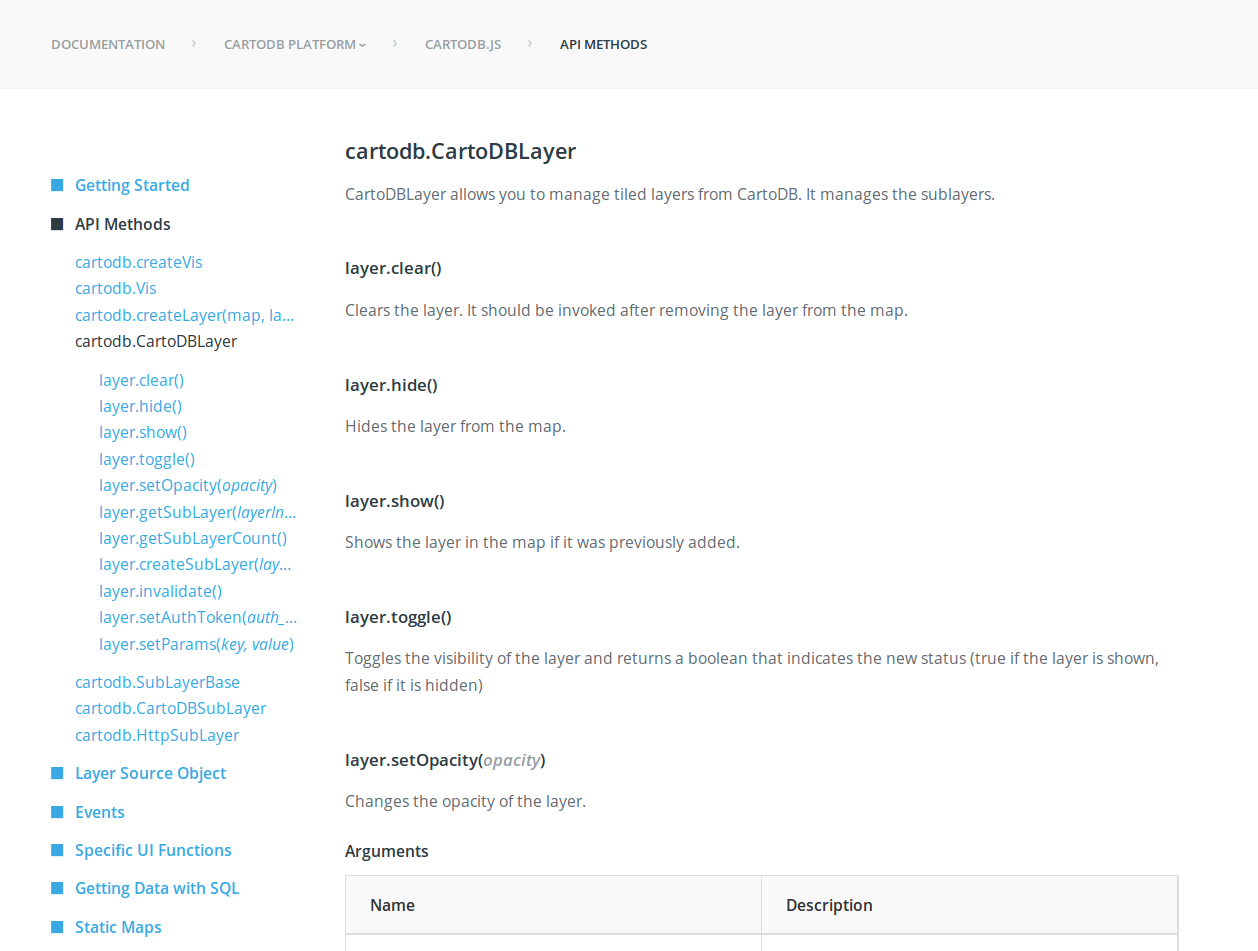 DOCUMENTATION › CARTODB PLATFORM › CARTODB.JS › API METHODS
Getting Started
API Methods
cartodb.createVis
cartodb.Vis
cartodb.createLayer(map, la...
cartodb.CartoDBLayer
layer.clear()
layer.hide()
layer.show()
layer.toggle()
layer.setOpacity(opacity)
layer.getSubLayer(layerIn...
layer.getSubLayerCount()
layer.createSubLayer(lay...
layer.invalidate()
layer.setAuthToken(auth_...
layer.setParams(key, value)
cartodb.SubLayerBase
cartodb.CartoDBSubLayer
cartodb.HttpSubLayer
Layer Source Object
Events
Specific UI Functions
Getting Data with SQL
Static Maps
cartodb.CartoDBLayer
CartoDBLayer allows you to manage tiled layers from CartoDB. It manages the sublayers.
layer.clear()
Clears the layer. It should be invoked after removing the layer from the map.
layer.hide()
Hides the layer from the map.
layer.show()
Shows the layer in the map if it was previously added.
layer.toggle()
Toggles the visibility of the layer and returns a boolean that indicates the new status (true if the layer is shown,
false if it is hidden)
layer.setOpacity(opacity)
Changes the opacity of the layer.
Arguments
Name Description